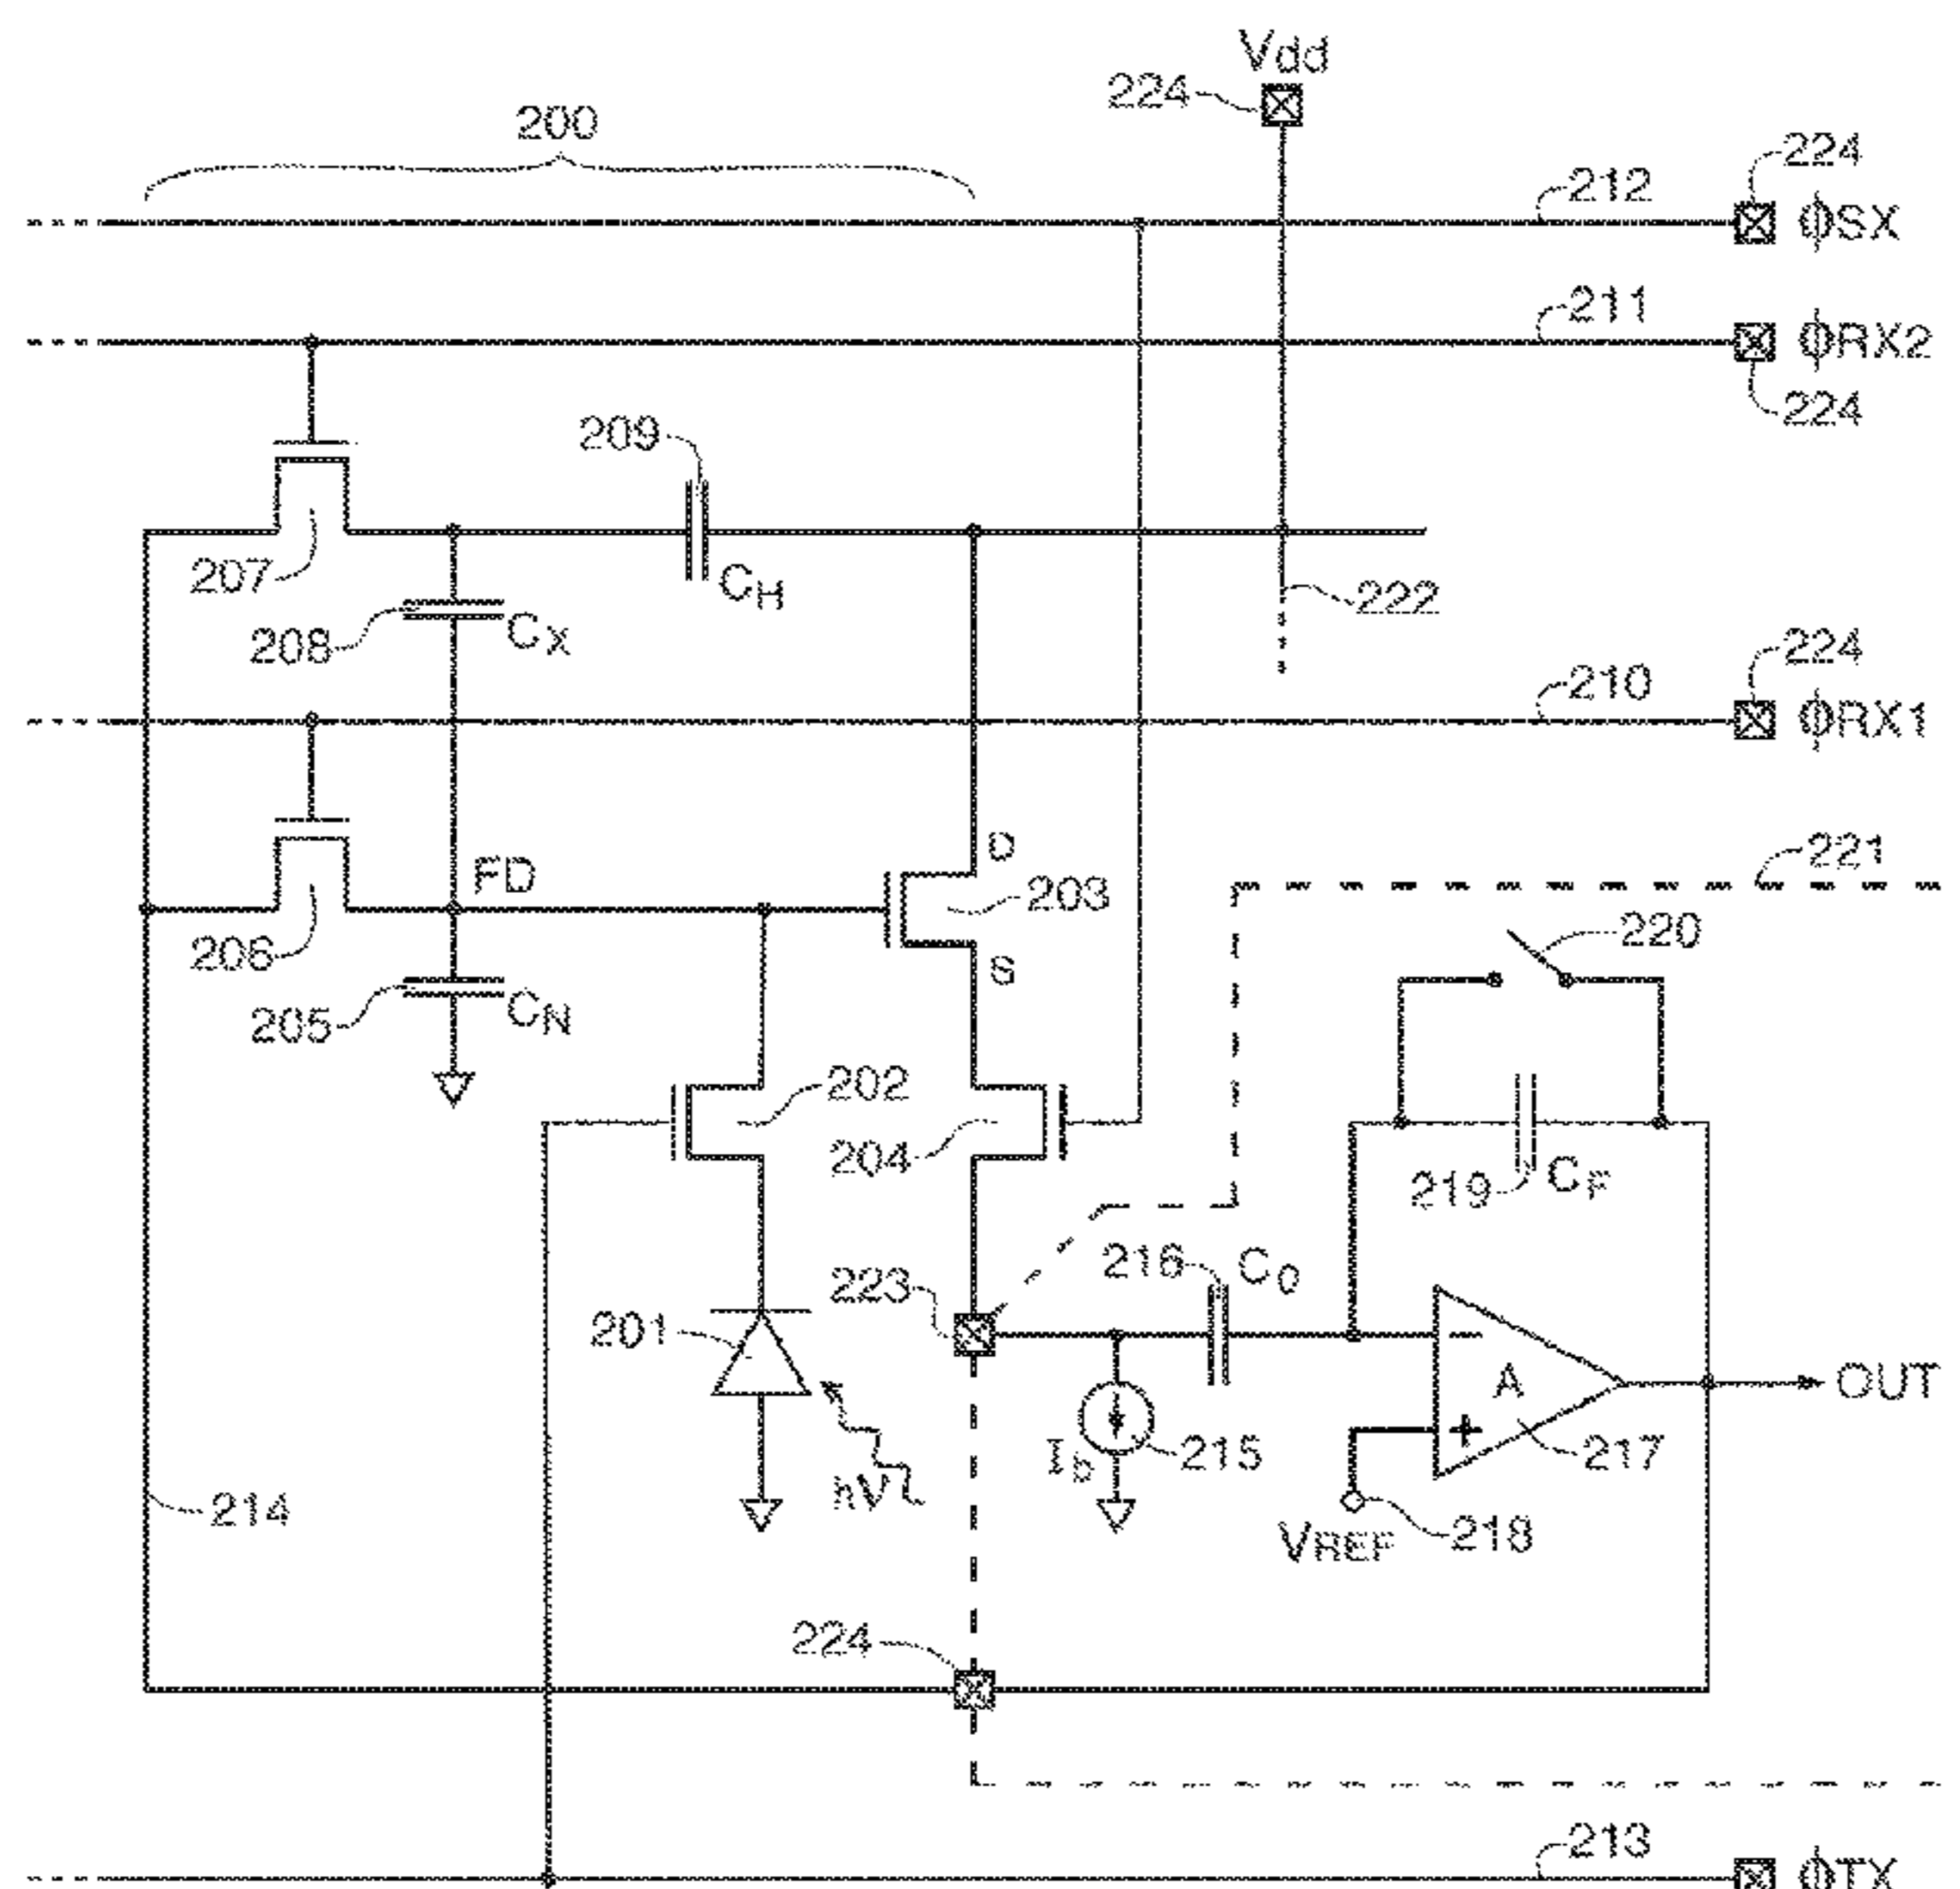 Vdd
224
200
224
212
ϕSX
211
ϕRX2
224
209
207
CH
222
208
CX
224
210
ϕRX1
D
221
FD
203
206
220
S
205
CN
202
204
219
CF
216
C0
223
201
A
OUT
Ib
215
217
hν
214
VREF
218
224
213
ϕTX